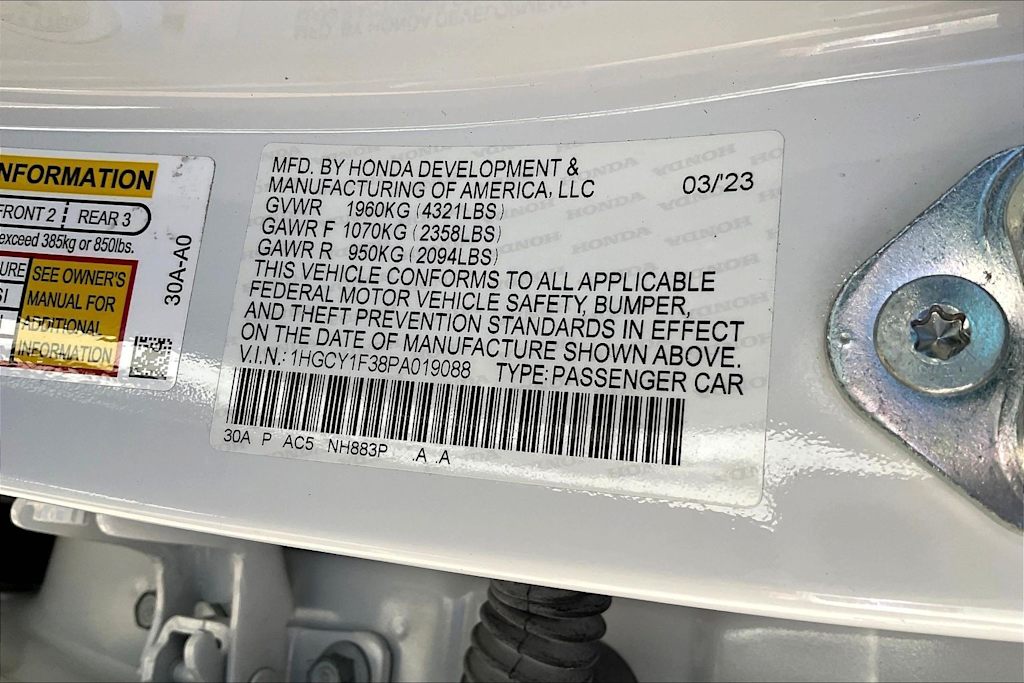 NFORMATION
FRONT 2 REAR 3
exceed 385kg or 850lbs.
URE
SI
SEE OWNER'S
MANUAL FOR
ADDITIONAL
INFORMATION
30A-A0
MFD. BY HONDA DEVELOPMENT &
MANUFACTURING OF AMERICA, LLC
03/'23
GVWR 1960KG (4321LBS)
GAWR F 1070KG (2358LBS)
GAWR R 950KG (2094LBS)
THIS VEHICLE CONFORMS TO ALL APPLICABLE
FEDERAL MOTOR VEHICLE SAFETY, BUMPER,
AND THEFT PREVENTION STANDARDS IN EFFECT
ON THE DATE OF MANUFACTURE SHOWN ABOVE.
V.I.N.: 1HGCY1F38PA019088 TYPE: PASSENGER CAR
30A P AC5 NH883P .A .A